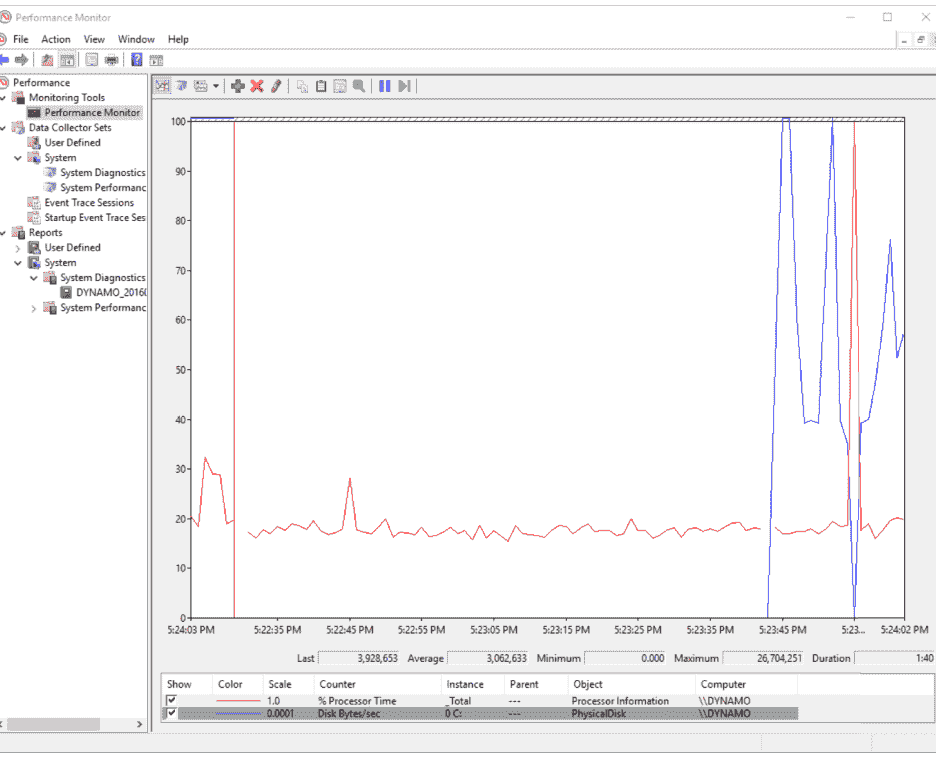 Performance Monitor
File Action View Window Help
Performance
Monitoring Tools
Performance Monitor
Data Collector Sets
User Defined
System
System Diagnostics
System Performanc
Event Trace Sessions
Startup Event Trace Ses
Reports
User Defined
System
System Diagnostics
DYNAMO_2016
System Performanc
100
90
80
70
60
50
40
30
20
10
0
5:24:03 PM 5:22:35 PM 5:22:45 PM 5:22:55 PM 5:23:05 PM 5:23:15 PM 5:23:25 PM 5:23:35 PM 5:23:45 PM 5:23... 5:24:02 PM
Last 3,928,653 Average 3,062,633 Minimum 0.000 Maximum 26,704,251 Duration 1:40
Show Color Scale Counter Instance Parent Object Computer
1.0 % Processor Time _Total --- Processor Information \\DYNAMO
0.0001 Disk Bytes/sec 0 C: --- PhysicalDisk \\DYNAMO